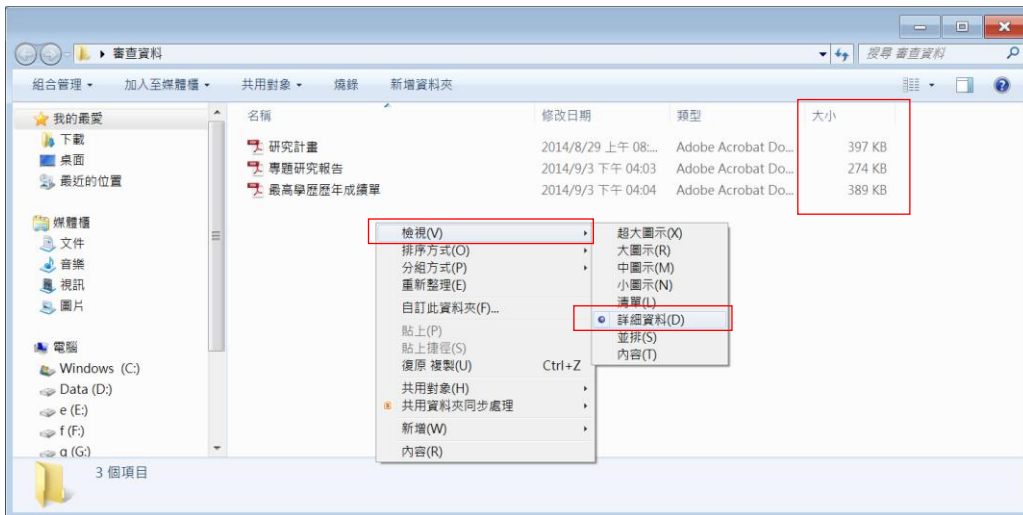 審查資料
搜尋 審查資料
組合管理
加入至媒體櫃
共用對象
燒錄
新增資料夾
我的最愛
下載
桌面
最近的位置
媒體櫃
文件
音樂
視訊
圖片
電腦
Windows (C:)
Data (D:)
e (E:)
f (F:)
g (G:)
名稱 修改日期 類型 大小
研究計畫 2014/8/29 上午 08:... Adobe Acrobat Do... 397 KB
專題研究報告 2014/9/3 下午 04:03 Adobe Acrobat Do... 274 KB
最高學歷歷年成績單 2014/9/3 下午 04:04 Adobe Acrobat Do... 389 KB
檢視(V)
排序方式(O)
分組方式(P)
重新整理(E)
自訂此資料夾(F)...
貼上(P)
貼上捷徑(S)
復原 複製(U) Ctrl+Z
共用對象(H)
共用資料夾同步處理
新增(W)
內容(R)
超大圖示(X)
大圖示(R)
中圖示(M)
小圖示(N)
清單(L)
詳細資料(D)
並排(S)
內容(T)
3 個項目